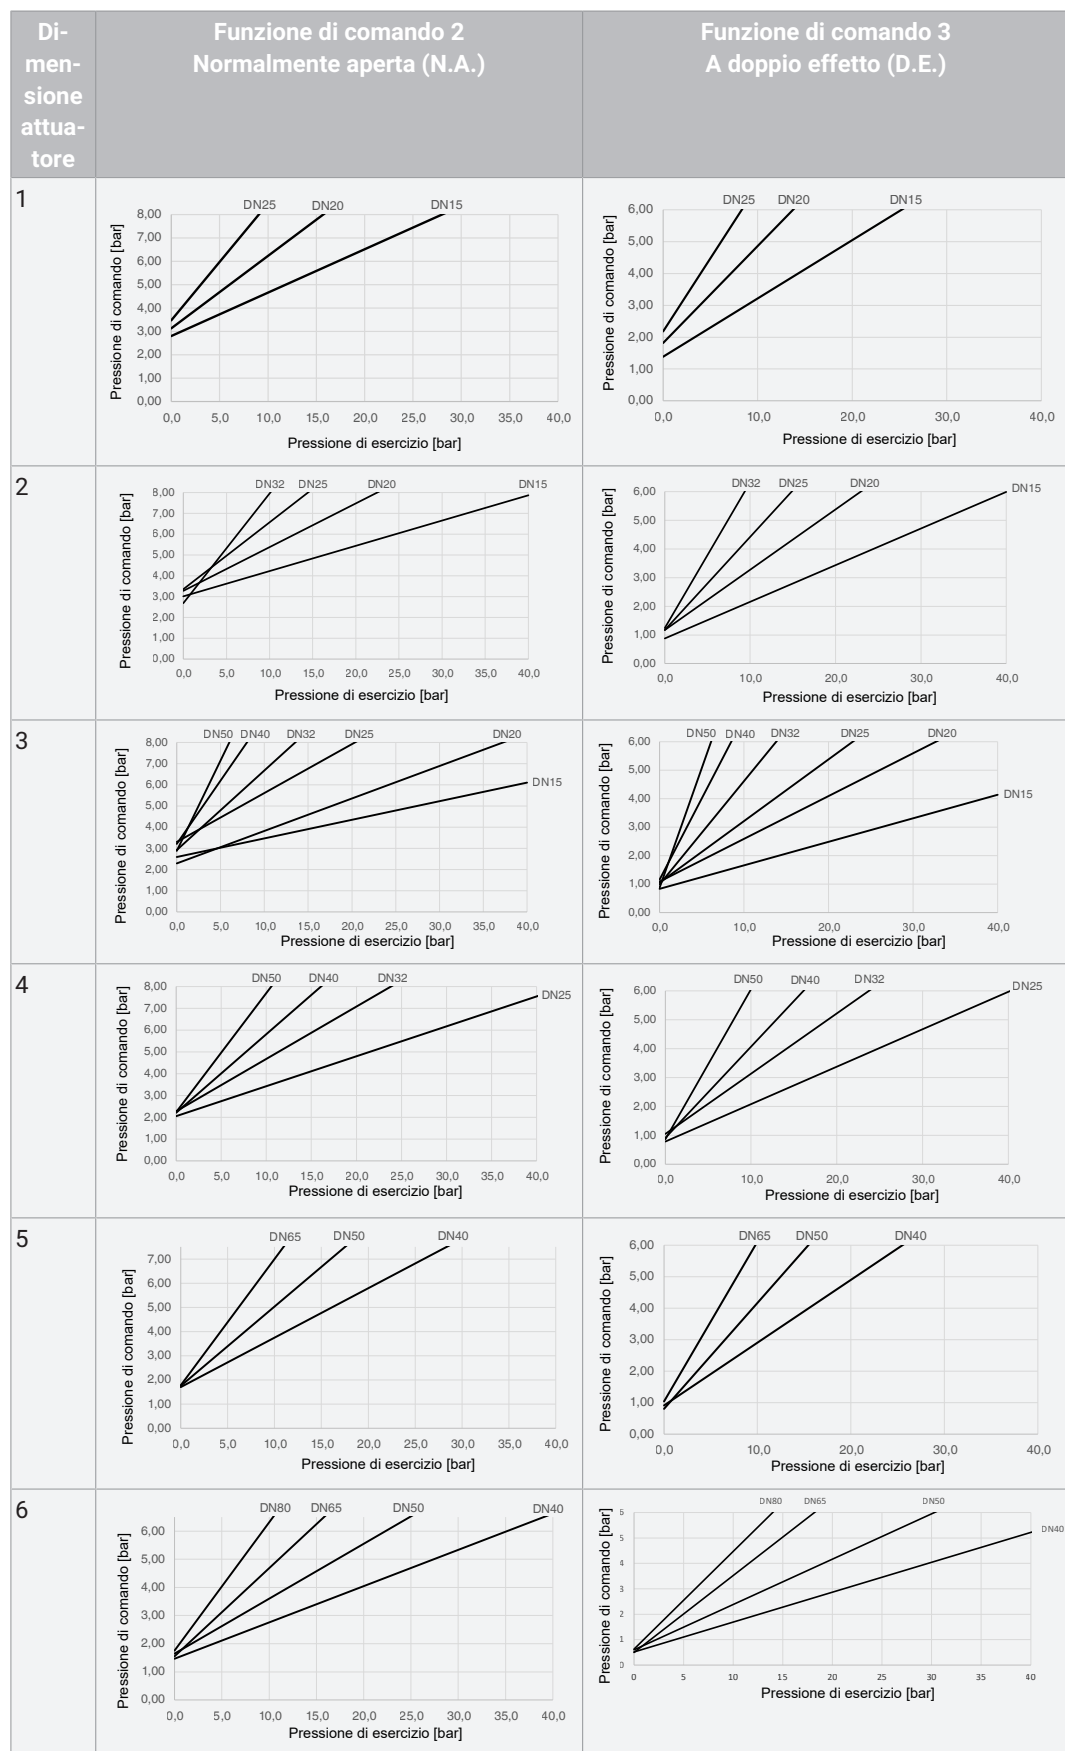 Di-
men-
sione
attua-
tore
Funzione di comando 2
Normalmente aperta (N.A.)
Funzione di comando 3
A doppio effetto (D.E.)
1
DN25 DN20 DN15
8,00
7,00
6,00
5,00
4,00
3,00
2,00
1,00
0,00
0,0 5,0 10,0 15,0 20,0 25,0 30,0 35,0 40,0
Pressione di comando [bar]
Pressione di esercizio [bar]
DN25 DN20 DN15
6,00
5,00
4,00
3,00
2,00
1,00
0,00
0,0 10,0 20,0 30,0 40,0
Pressione di comando [bar]
Pressione di esercizio [bar]
2
DN32 DN25 DN20 DN15
8,00
7,00
6,00
5,00
4,00
3,00
2,00
1,00
0,00
0,0 5,0 10,0 15,0 20,0 25,0 30,0 35,0 40,0
Pressione di comando [bar]
Pressione di esercizio [bar]
DN32 DN25 DN20 DN15
6,00
5,00
4,00
3,00
2,00
1,00
0,00
0,0 10,0 20,0 30,0 40,0
Pressione di comando [bar]
Pressione di esercizio [bar]
3
DN50 DN40 DN32 DN25 DN20
DN15
8,00
7,00
6,00
5,00
4,00
3,00
2,00
1,00
0,00
0,0 5,0 10,0 15,0 20,0 25,0 30,0 35,0 40,0
Pressione di comando [bar]
Pressione di esercizio [bar]
DN50 DN40 DN32 DN25 DN20
DN15
6,00
5,00
4,00
3,00
2,00
1,00
0,00
0,0 10,0 20,0 30,0 40,0
Pressione di comando [bar]
Pressione di esercizio [bar]
4
DN50 DN40 DN32
DN25
8,00
7,00
6,00
5,00
4,00
3,00
2,00
1,00
0,00
0,0 5,0 10,0 15,0 20,0 25,0 30,0 35,0 40,0
Pressione di comando [bar]
Pressione di esercizio [bar]
DN50 DN40 DN32 DN25
6,00
5,00
4,00
3,00
2,00
1,00
0,00
0,0 10,0 20,0 30,0 40,0
Pressione di comando [bar]
Pressione di esercizio [bar]
5
DN65 DN50 DN40
7,00
6,00
5,00
4,00
3,00
2,00
1,00
0,00
0,0 5,0 10,0 15,0 20,0 25,0 30,0 35,0 40,0
Pressione di comando [bar]
Pressione di esercizio [bar]
DN65 DN50 DN40
6,00
5,00
4,00
3,00
2,00
1,00
0,00
0,0 10,0 20,0 30,0 40,0
Pressione di comando [bar]
Pressione di esercizio [bar]
6
DN80 DN65 DN50 DN40
6,00
5,00
4,00
3,00
2,00
1,00
0,00
0,0 5,0 10,0 15,0 20,0 25,0 30,0 35,0 40,0
Pressione di comando [bar]
Pressione di esercizio [bar]
DN80 DN65 DN50
DN40
6
5
4
3
2
1
0
0 5 10 15 20 25 30 35 40
Pressione di comando [bar]
Pressione di esercizio [bar]